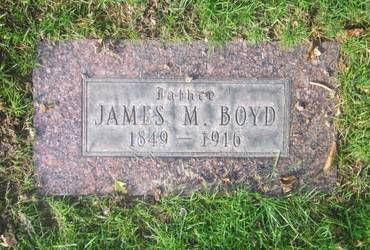 Father
JAMES M. BOYD
1849 – 1916